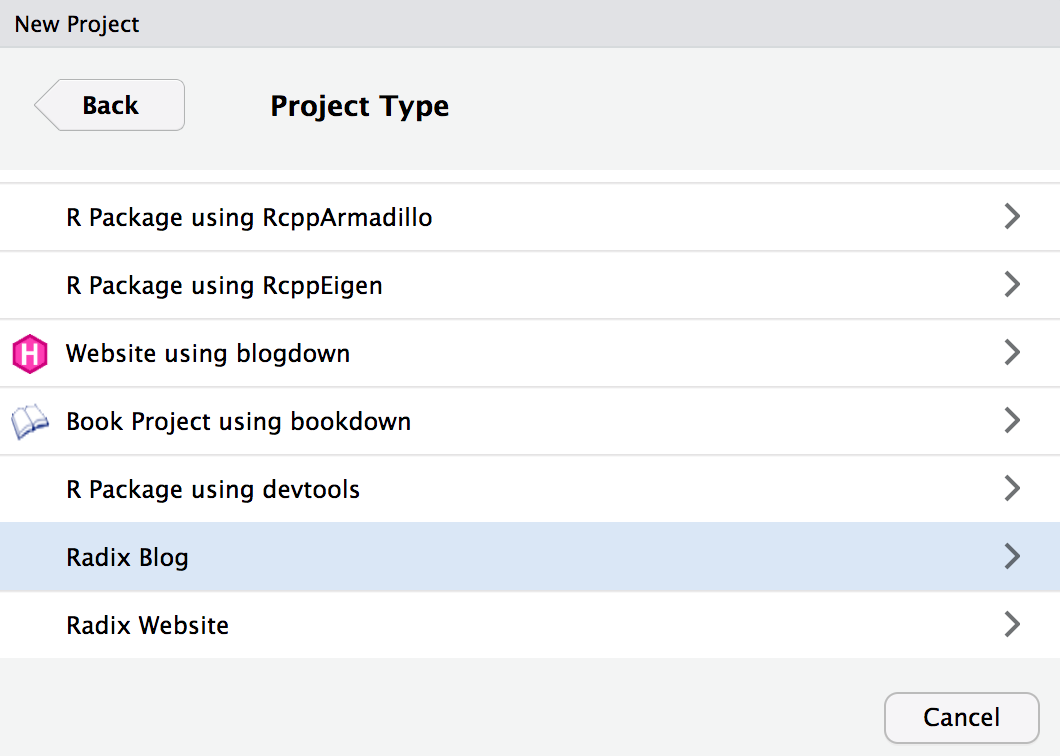 New Project
Back
Project Type
R Package using RcppArmadillo
R Package using RcppEigen
H
Website using blogdown
Book Project using bookdown
R Package using devtools
Radix Blog
Radix Website
Cancel